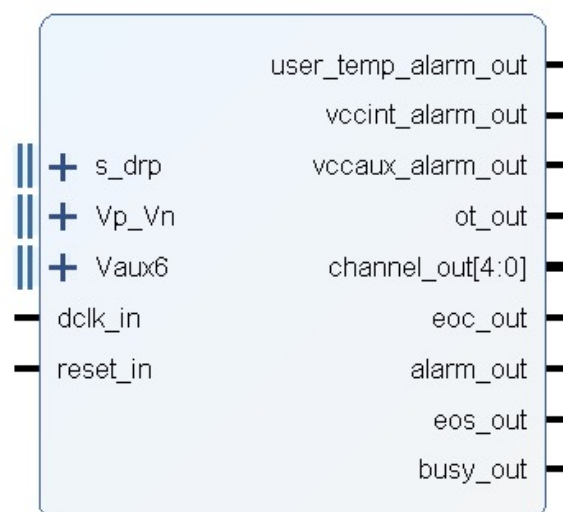 user_temp_alarm_out
vccint_alarm_out
s_drp vccaux_alarm_out
Vp_Vn ot_out
Vaux6 channel_out[4:0]
dclk_in eoc_out
reset_in alarm_out
eos_out
busy_out